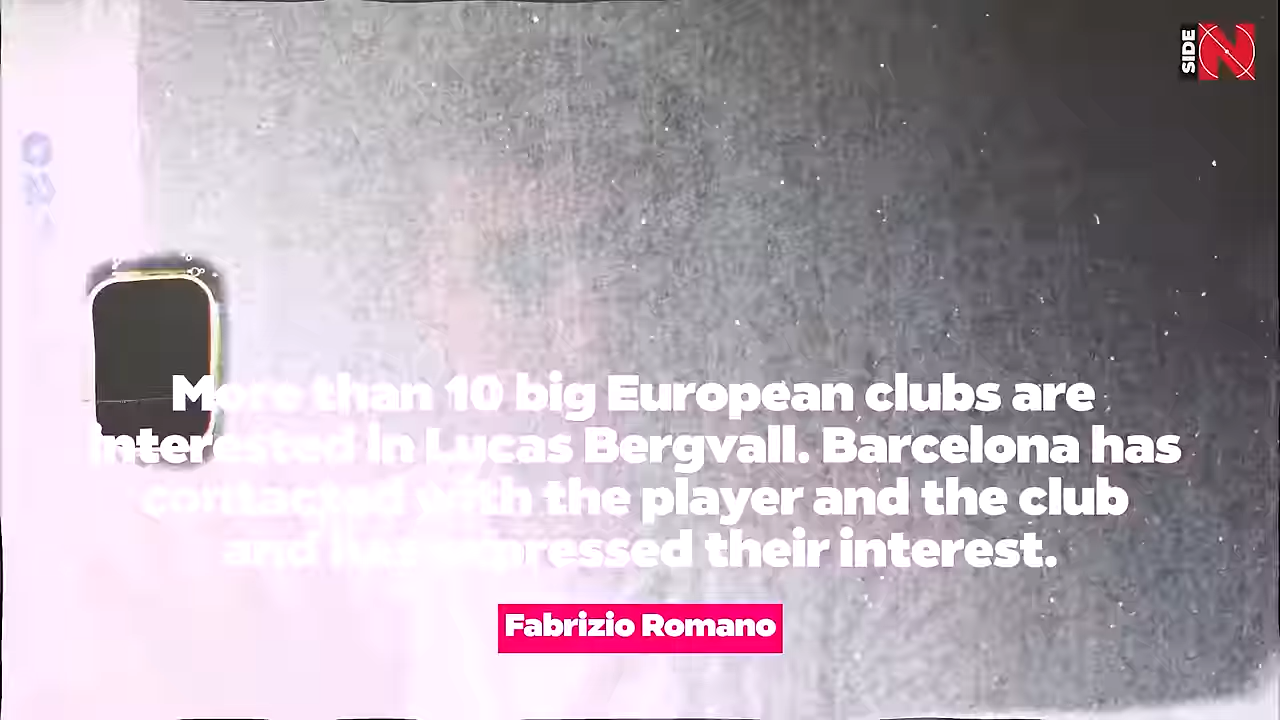 SIDE N
More than 10 big European clubs are
interested in Lucas Bergvall. Barcelona has
contacted with the player and the club
and has expressed their interest.
Fabrizio Romano